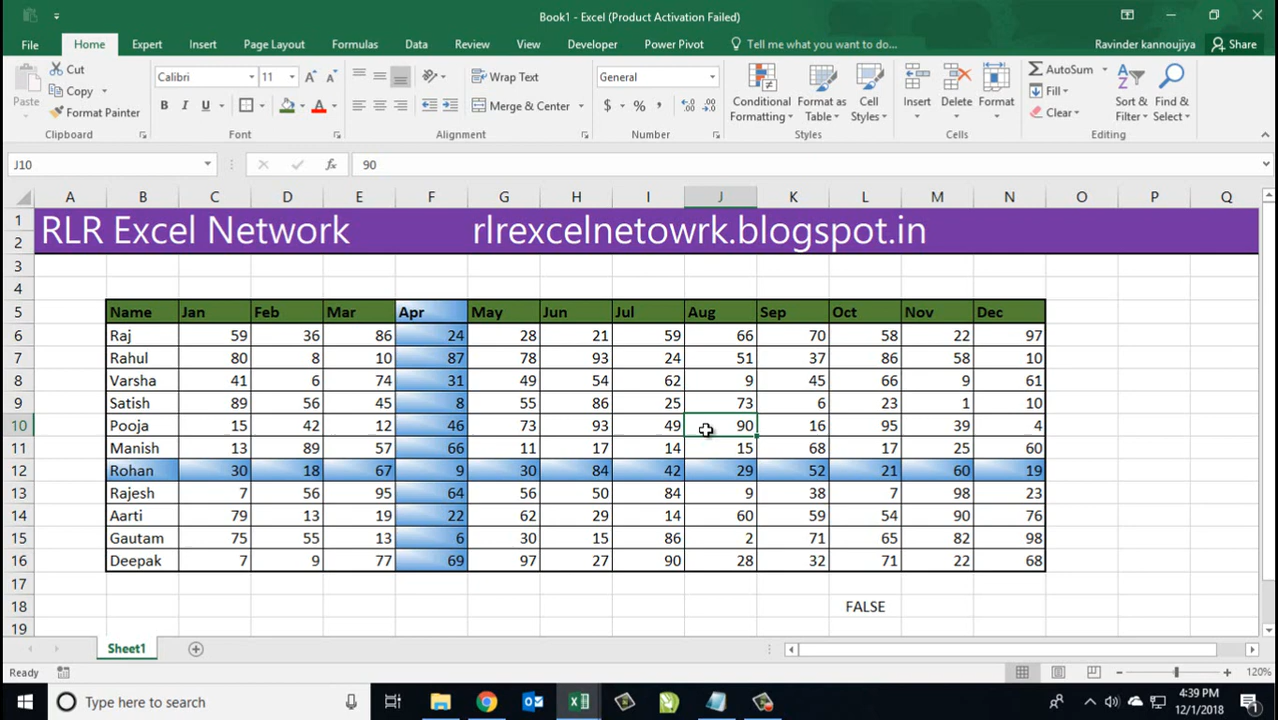 Book1 - Excel (Product Activation Failed)
File Home Expert Insert Page Layout Formulas Data Review View Developer Power Pivot Tell me what you want to do... Ravinder kannoujiya Share
Paste Cut Copy Format Painter Clipboard
Calibri 11 A A B I U A Font
Wrap Text Merge & Center Alignment
General $ % , Number
Conditional Formatting Format as Table Cell Styles Styles
Insert Delete Format Cells
AutoSum Fill Clear Sort & Filter Find & Select Editing
J10 fx 90
A B C D E F G H I J K L M N O P Q
1 RLR Excel Network rlrexcelnetowrk.blogspot.in
2
3
4
5 Name Jan Feb Mar Apr May Jun Jul Aug Sep Oct Nov Dec
6 Raj 59 36 86 24 28 21 59 66 70 58 22 97
7 Rahul 80 8 10 87 78 93 24 51 37 86 58 10
8 Varsha 41 6 74 31 49 54 62 9 45 66 9 61
9 Satish 89 56 45 8 55 86 25 73 6 23 1 10
10 Pooja 15 42 12 46 73 93 49 90 16 95 39 4
11 Manish 13 89 57 66 11 17 14 15 68 17 25 60
12 Rohan 30 18 67 9 30 84 42 29 52 21 60 19
13 Rajesh 7 56 95 64 56 50 84 9 38 7 98 23
14 Aarti 79 13 19 22 62 29 14 60 59 54 90 76
15 Gautam 75 55 13 6 30 15 86 2 71 65 82 98
16 Deepak 7 9 77 69 97 27 90 28 32 71 22 68
17
18 FALSE
19
Sheet1
Ready 120%
Type here to search 4:39 PM
12/1/2018 1